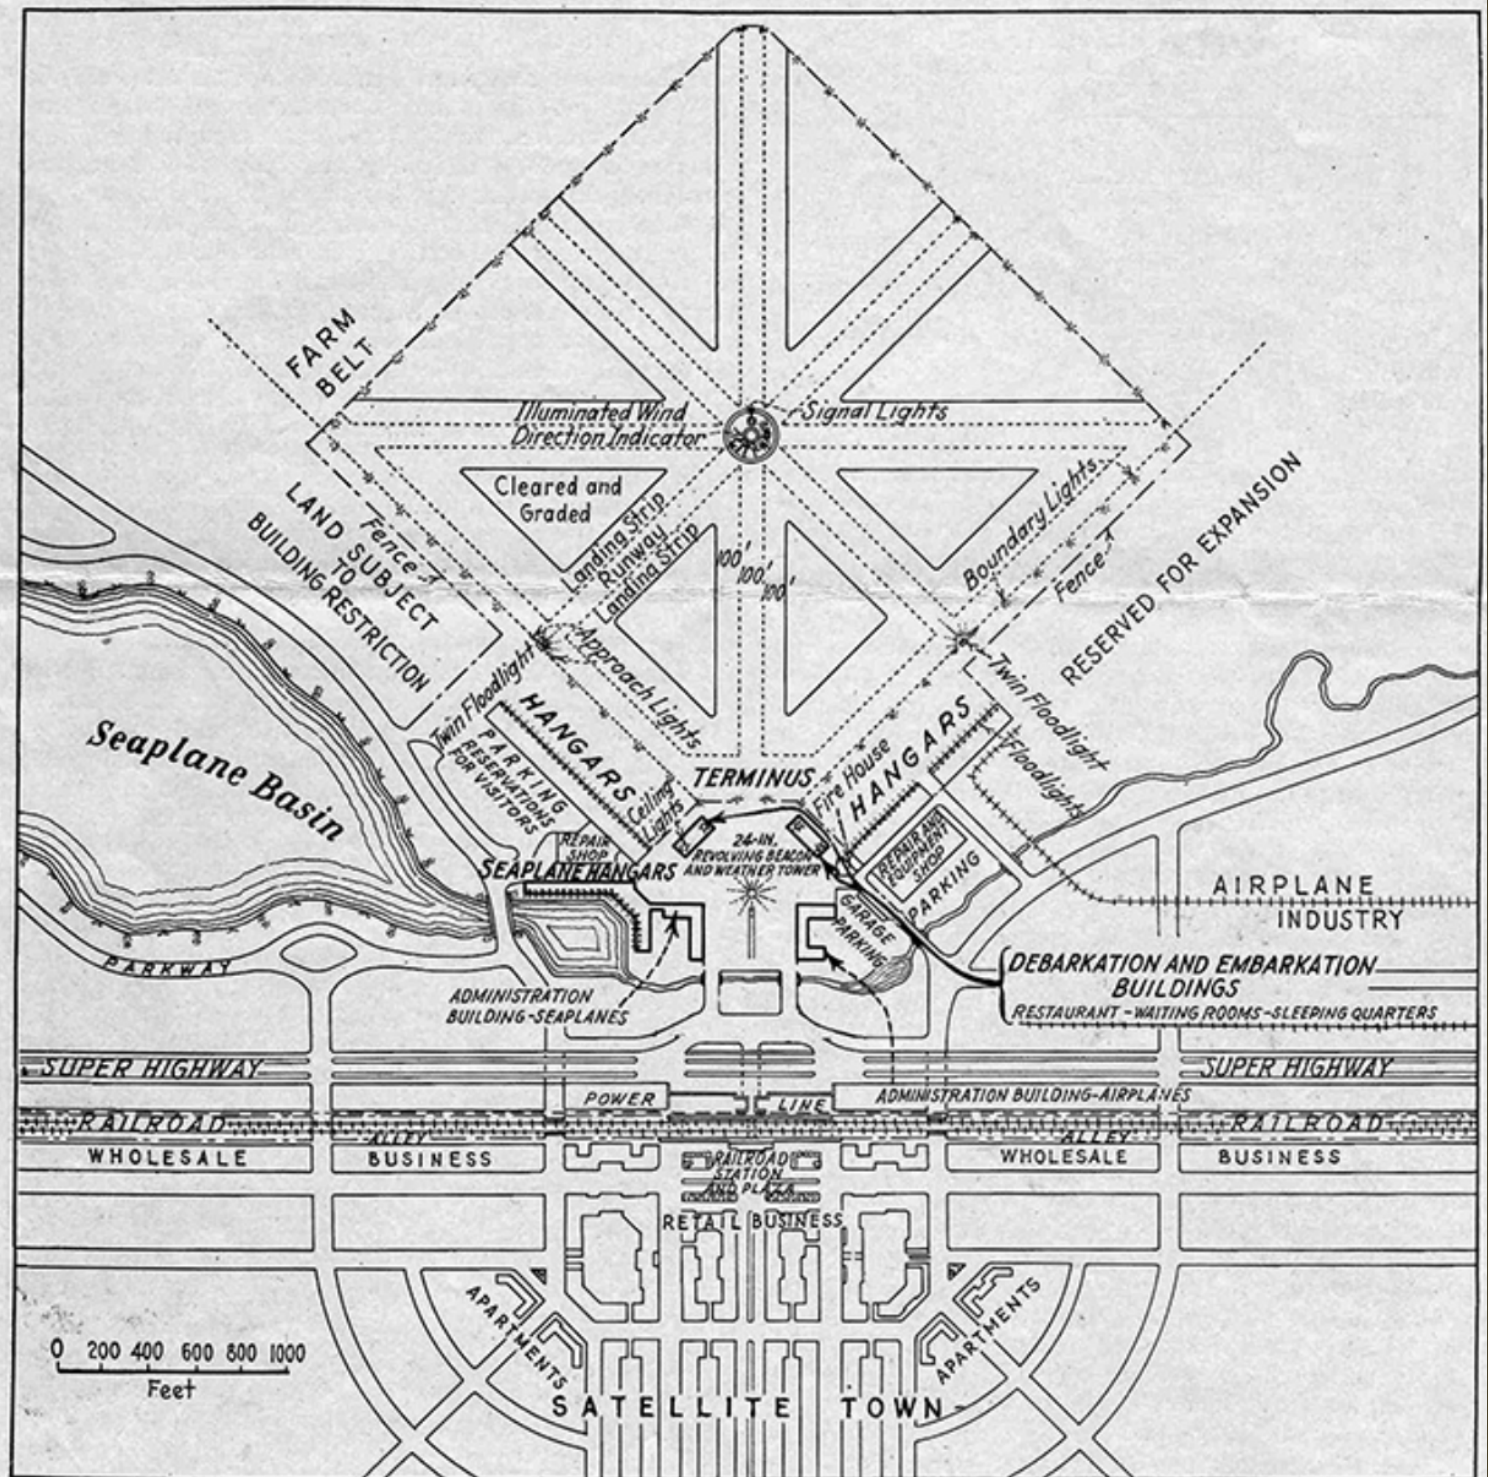 FARM
BELT
Illuminated Wind
Direction Indicator
Signal Lights
Cleared and
Graded
Landing Strip
Runway
Landing Strip
100'
100'
100'
Boundary Lights
Fence
RESERVED FOR EXPANSION
LAND SUBJECT
TO
BUILDING RESTRICTION
Fence
Approach Lights
Twin Floodlight
Twin Floodlight
Floodlights
HANGARS
PARKING
RESERVATIONS
FOR VISITORS
Ceiling
Lights
TERMINUS
Fire House
HANGARS
Seaplane Basin
REPAIR
SHOP
SEAPLANE HANGARS
24-IN.
REVOLVING BEACON
AND WEATHER TOWER
REPAIR AND
EQUIPMENT
SHOP
PARKING
GARAGE
PARKING
AIRPLANE
INDUSTRY
PARKWAY
ADMINISTRATION
BUILDING-SEAPLANES
DEBARKATION AND EMBARKATION
BUILDINGS
RESTAURANT-WAITING ROOMS-SLEEPING QUARTERS
SUPER HIGHWAY
SUPER HIGHWAY
POWER
LINE
ADMINISTRATION BUILDING-AIRPLANES
RAILROAD
RAILROAD
ALLEY
ALLEY
WHOLESALE
BUSINESS
WHOLESALE
BUSINESS
RAILROAD
STATION
AND PLAZA
RETAIL BUSINESS
APARTMENTS
APARTMENTS
0 200 400 600 800 1000
Feet
SATELLITE TOWN